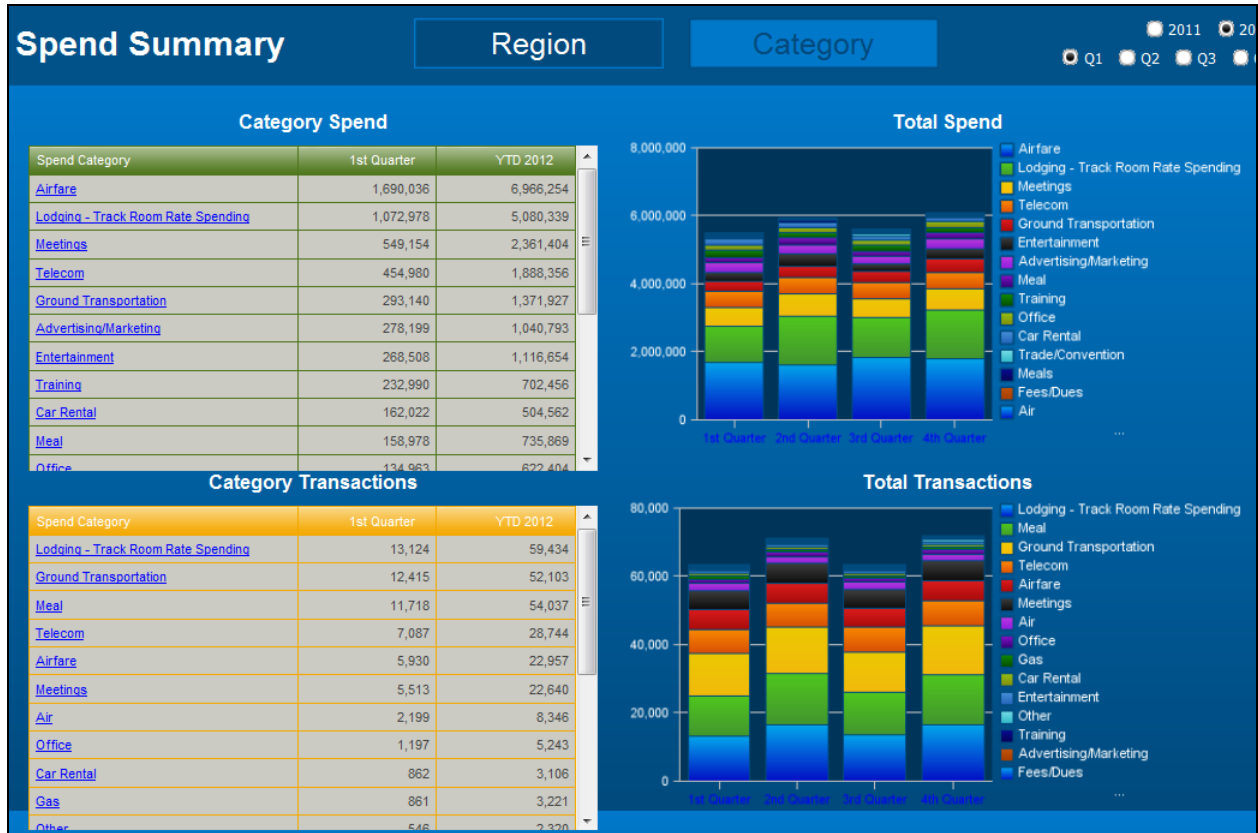 Spend Summary
Region
Category
2011 20
Q1 Q2 Q3
Category Spend
Spend Category 1st Quarter YTD 2012
Airfare 1,690,036 6,966,254
Lodging - Track Room Rate Spending 1,072,978 5,080,339
Meetings 549,154 2,361,404
Telecom 454,980 1,888,356
Ground Transportation 293,140 1,371,927
Advertising/Marketing 278,199 1,040,793
Entertainment 268,508 1,116,654
Training 232,990 702,456
Car Rental 162,022 504,562
Meal 158,978 735,869
Office 134,963 622,404
Total Spend
8,000,000
6,000,000
4,000,000
2,000,000
0
1st Quarter 2nd Quarter 3rd Quarter 4th Quarter
Airfare
Lodging - Track Room Rate Spending
Meetings
Telecom
Ground Transportation
Entertainment
Advertising/Marketing
Meal
Training
Office
Car Rental
Trade/Convention
Meals
Fees/Dues
Air
...
Category Transactions
Spend Category 1st Quarter YTD 2012
Lodging - Track Room Rate Spending 13,124 59,434
Ground Transportation 12,415 52,103
Meal 11,718 54,037
Telecom 7,087 28,744
Airfare 5,930 22,957
Meetings 5,513 22,640
Air 2,199 8,346
Office 1,197 5,243
Car Rental 862 3,106
Gas 861 3,221
Other 546 2,320
Total Transactions
80,000
60,000
40,000
20,000
0
1st Quarter 2nd Quarter 3rd Quarter 4th Quarter
Lodging - Track Room Rate Spending
Meal
Ground Transportation
Telecom
Airfare
Meetings
Air
Office
Gas
Car Rental
Entertainment
Other
Training
Advertising/Marketing
Fees/Dues
...